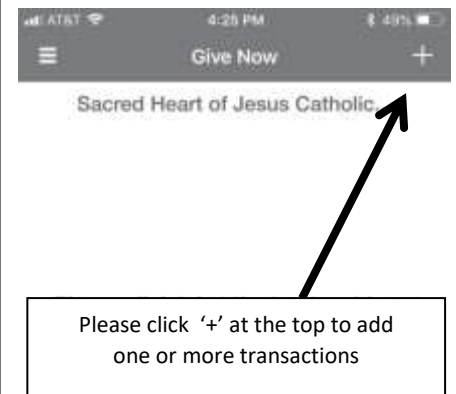 AT&T 4:25 PM 49%
Give Now +
Sacred Heart of Jesus Catholic..
Please click '+' at the top to add
one or more transactions